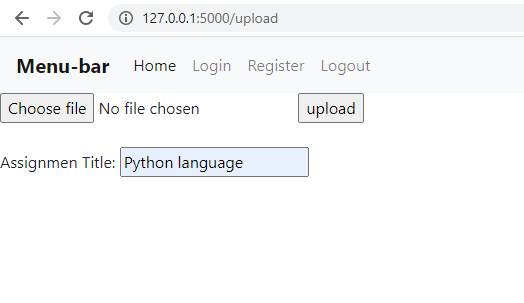 127.0.0.1:5000/upload
Menu-bar Home Login Register Logout
Choose file No file chosen upload
Assignmen Title: Python language